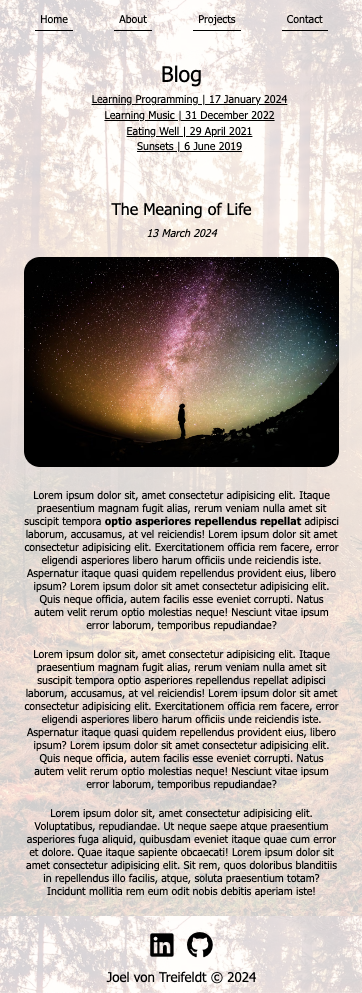 Home About Projects Contact
Blog
Learning Programming | 17 January 2024
Learning Music | 31 December 2022
Eating Well | 29 April 2021
Sunsets | 6 June 2019
The Meaning of Life
13 March 2024
Lorem ipsum dolor sit, amet consectetur adipisicing elit. Itaque
praesentium magnam fugit alias, rerum veniam nulla amet sit
suscipit tempora optio asperiores repellendus repellat adipisci
laborum, accusamus, at vel reiciendis! Lorem ipsum dolor sit amet
consectetur adipisicing elit. Exercitationem officia rem facere, error
eligendi asperiores libero harum officiis unde reiciendis iste.
Aspernatur itaque quasi quidem repellendus provident eius, libero
ipsum? Lorem ipsum dolor sit amet consectetur adipisicing elit.
Quis neque officia, autem facilis esse eveniet corrupti. Natus
autem velit rerum optio molestias neque! Nesciunt vitae ipsum
error laborum, temporibus repudiandae?
Lorem ipsum dolor sit, amet consectetur adipisicing elit. Itaque
praesentium magnam fugit alias, rerum veniam nulla amet sit
suscipit tempora optio asperiores repellendus repellat adipisci
laborum, accusamus, at vel reiciendis! Lorem ipsum dolor sit amet
consectetur adipisicing elit. Exercitationem officia rem facere, error
eligendi asperiores libero harum officiis unde reiciendis iste.
Aspernatur itaque quasi quidem repellendus provident eius, libero
ipsum? Lorem ipsum dolor sit amet consectetur adipisicing elit.
Quis neque officia, autem facilis esse eveniet corrupti. Natus
autem velit rerum optio molestias neque! Nesciunt vitae ipsum
error laborum, temporibus repudiandae?
Lorem ipsum dolor sit amet consectetur adipisicing elit.
Voluptatibus, repudiandae. Ut neque saepe atque praesentium
asperiores fuga aliquid, quibusdam eveniet itaque quae cum error
et dolore. Quae itaque sapiente obcaecati! Lorem ipsum dolor sit
amet consectetur adipisicing elit. Sit rem, quos doloribus blanditiis
in repellendus illo facilis, atque, soluta praesentium totam?
Incidunt mollitia rem eum odit nobis debitis aperiam iste!
in
Joel von Treifeldt © 2024